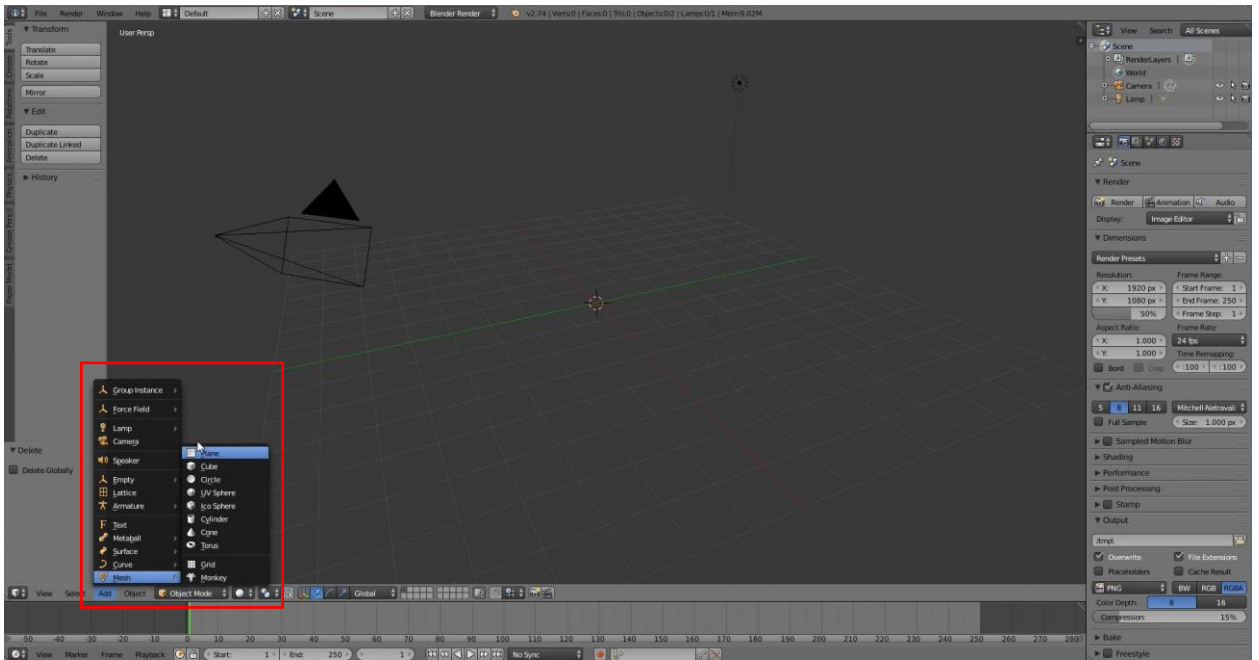 File Render Window Help Default Scene Blender Render v2.74 | Verts:0 | Faces:0 | Tris:0 | Objects:0/2 | Lamps:0/1 | Mem:9.02M
Tools
Create
Relations
Animation
Physics
Grease Pencil
Paper Model
Transform
Translate
Rotate
Scale
Mirror
Edit
Duplicate
Duplicate Linked
Delete
History
Delete
Delete Globally
User Persp
Group Instance
Force Field
Lamp
Camera
Speaker
Empty
Lattice
Armature
Text
Metaball
Surface
Curve
Mesh
Plane
Cube
Circle
UV Sphere
Ico Sphere
Cylinder
Cone
Torus
Grid
Monkey
View Select Add Object Object Mode Global
-50 -40 -30 -20 -10 0 10 20 30 40 50 60 70 80 90 100 110 120 130 140 150 160 170 180 190 200 210 220 230 240 250 260 270 280
View Marker Frame Playback Start: 1 End: 250 1 No Sync
View Search All Scenes
Scene
RenderLayers |
World
Camera |
Lamp |
Scene
Render
Render Animation Audio
Display: Image Editor
Dimensions
Render Presets
Resolution: Frame Range:
X: 1920 px Start Frame: 1
Y: 1080 px End Frame: 250
50% Frame Step: 1
Aspect Ratio: Frame Rate:
X: 1.000 24 fps
Y: 1.000 Time Remapping:
Bord Crop :100 :100
Anti-Aliasing
5 8 11 16 Mitchell-Netravali
Full Sample Size: 1.000 px
Sampled Motion Blur
Shading
Performance
Post Processing
Stamp
Output
/tmp\
Overwrite File Extensions
Placeholders Cache Result
PNG BW RGB RGBA
Color Depth: 8 16
Compression: 15%
Bake
Freestyle